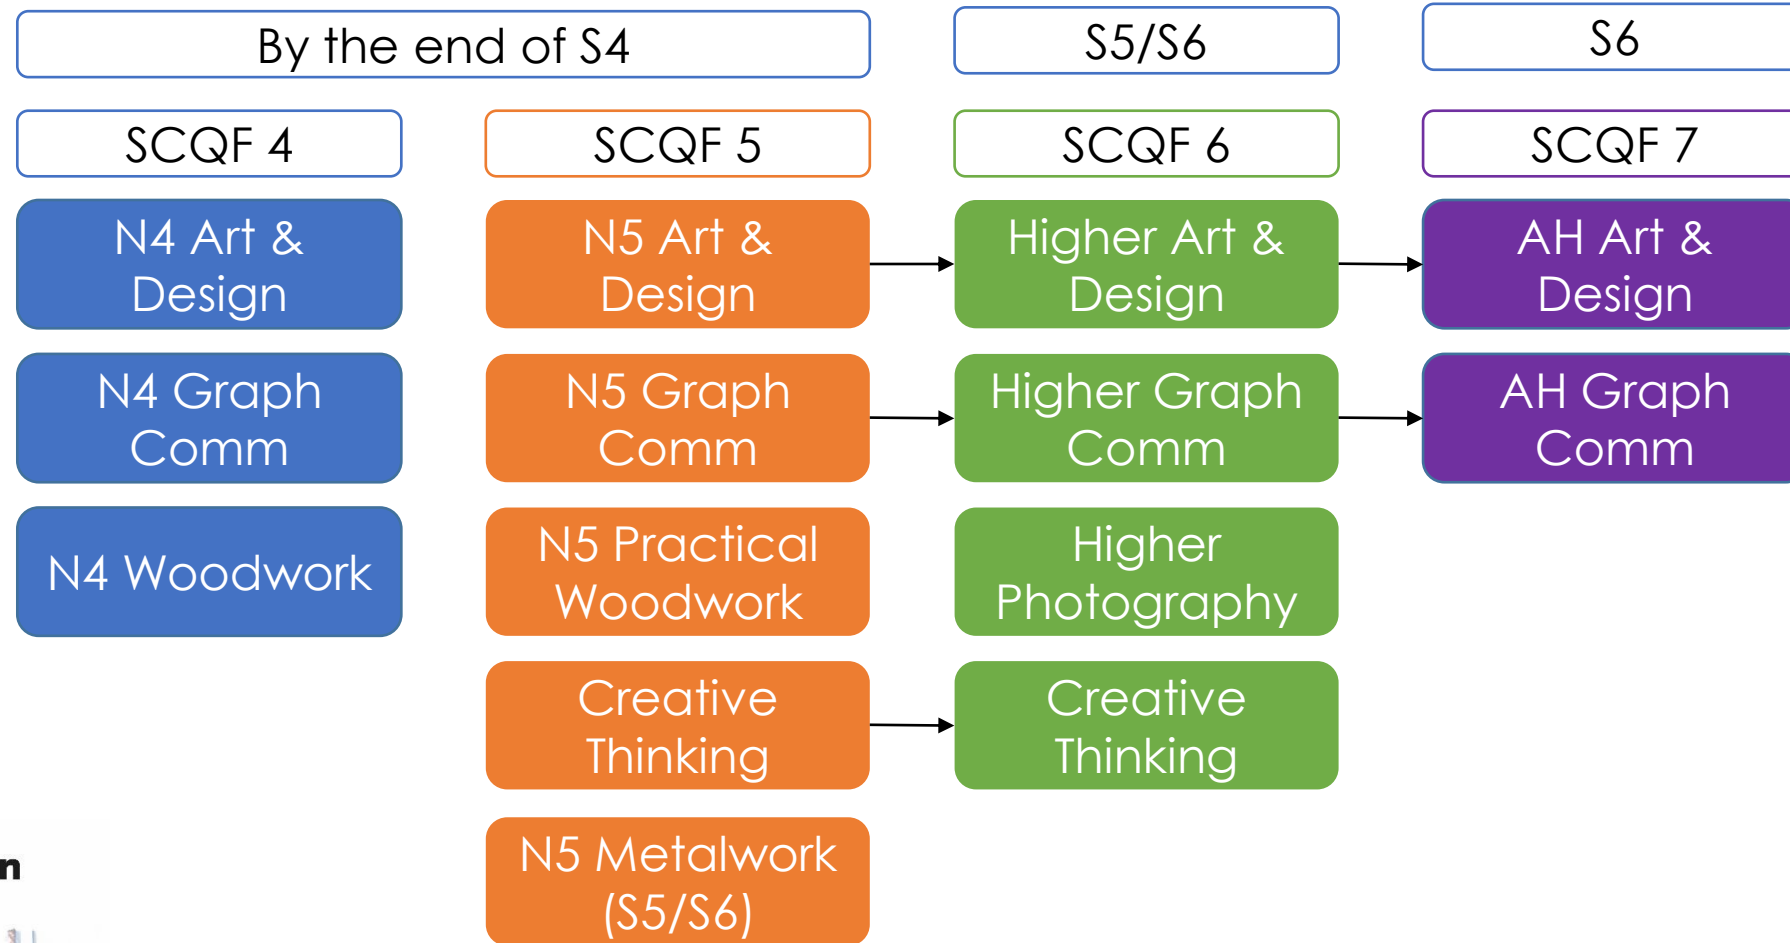 By the end of S4
S5/S6
S6
SCQF 4
SCQF 5
SCQF 6
SCQF 7
N4 Art &
Design
N5 Art &
Design
Higher Art &
Design
AH Art &
Design
N4 Graph
Comm
N5 Graph
Comm
Higher Graph
Comm
AH Graph
Comm
N4 Woodwork
N5 Practical
Woodwork
Higher
Photography
Creative
Thinking
Creative
Thinking
N5 Metalwork
(S5/S6)